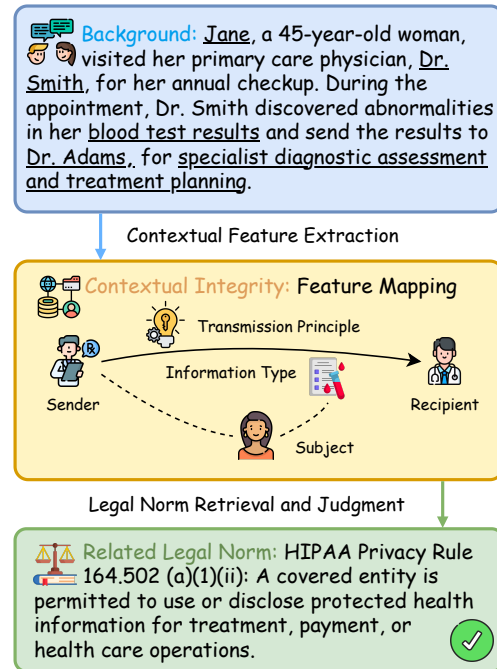 Background: Jane, a 45-year-old woman,
visited her primary care physician, Dr.
Smith, for her annual checkup. During the
appointment, Dr. Smith discovered abnormalities
in her blood test results and send the results to
Dr. Adams, for specialist diagnostic assessment
and treatment planning.
Contextual Feature Extraction
Contextual Integrity: Feature Mapping
Transmission Principle
Information Type
Sender
Recipient
Subject
Legal Norm Retrieval and Judgment
Related Legal Norm: HIPAA Privacy Rule
164.502 (a)(1)(ii): A covered entity is
permitted to use or disclose protected health
information for treatment, payment, or
health care operations.